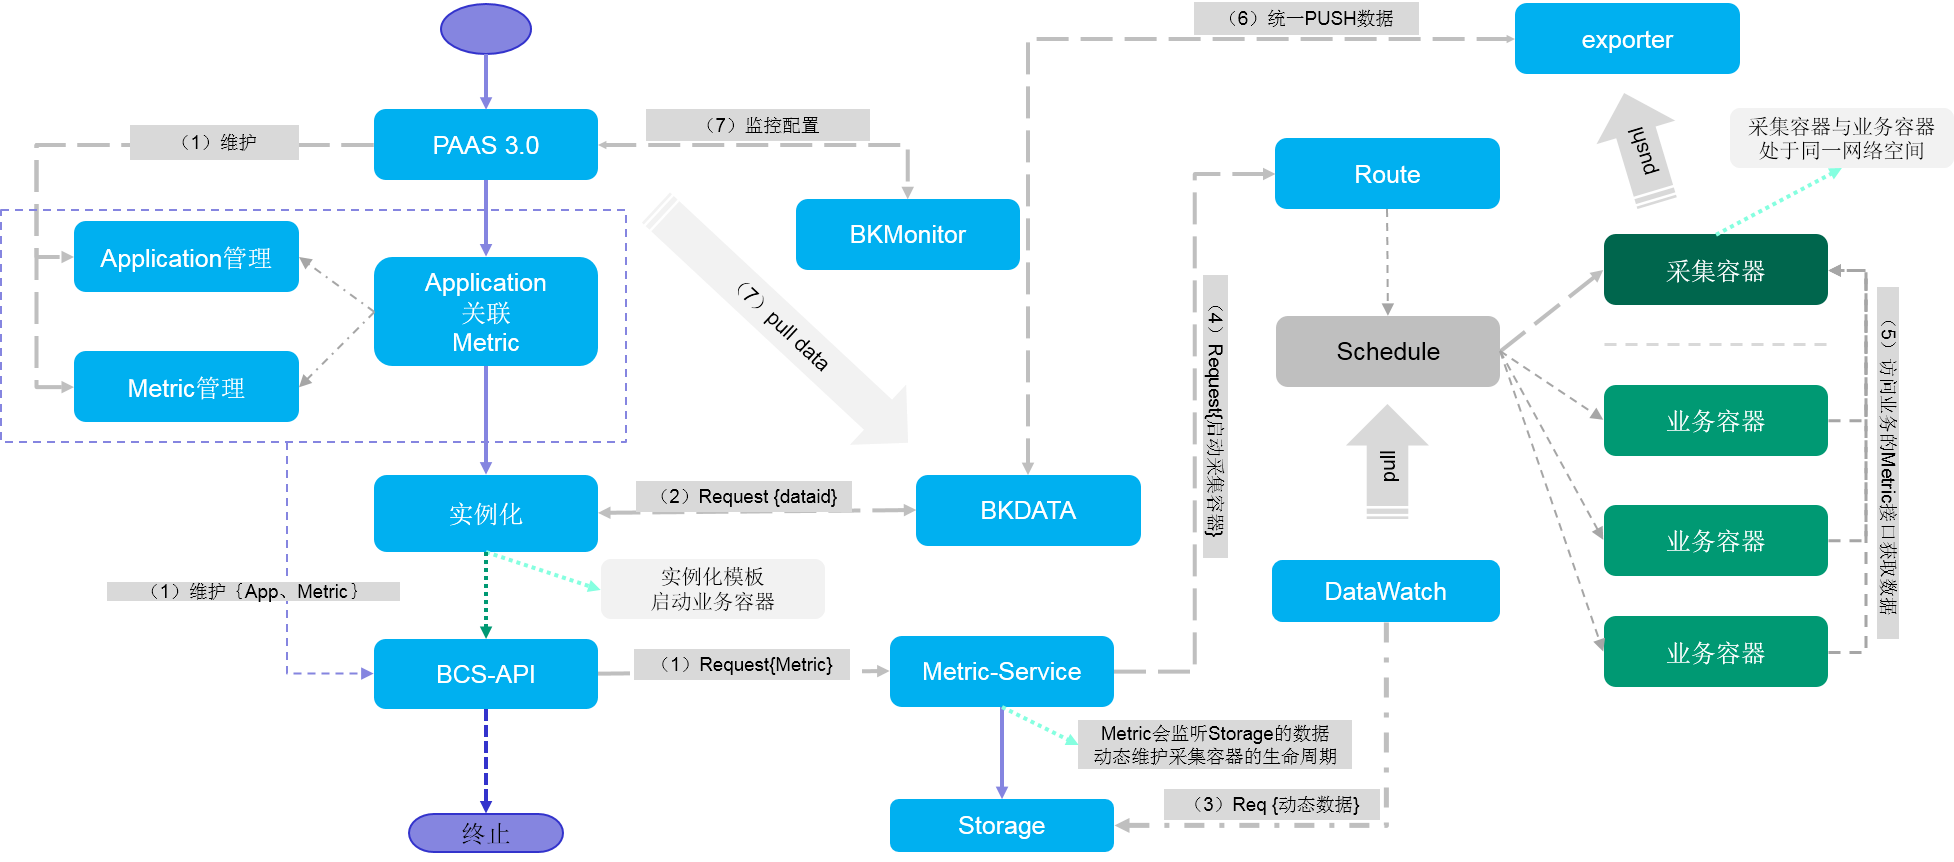 （6）统一PUSH数据
exporter
（1）维护
PAAS 3.0
（7）监控配置
push
采集容器与业务容器
处于同一网络空间
Route
BKMonitor
Application管理
Application
关联
Metric
Metric管理
（7）pull data
（4）Request{启动采集容器}
采集容器
Schedule
（5）访问业务的Metric接口获取数据
业务容器
pull
实例化
（2）Request {dataid}
BKDATA
业务容器
实例化模板
启动业务容器
DataWatch
（1）维护｛App、Metric｝
业务容器
BCS-API
（1）Request{Metric}
Metric-Service
Metric会监听Storage的数据
动态维护采集容器的生命周期
（3）Req {动态数据}
Storage
终止